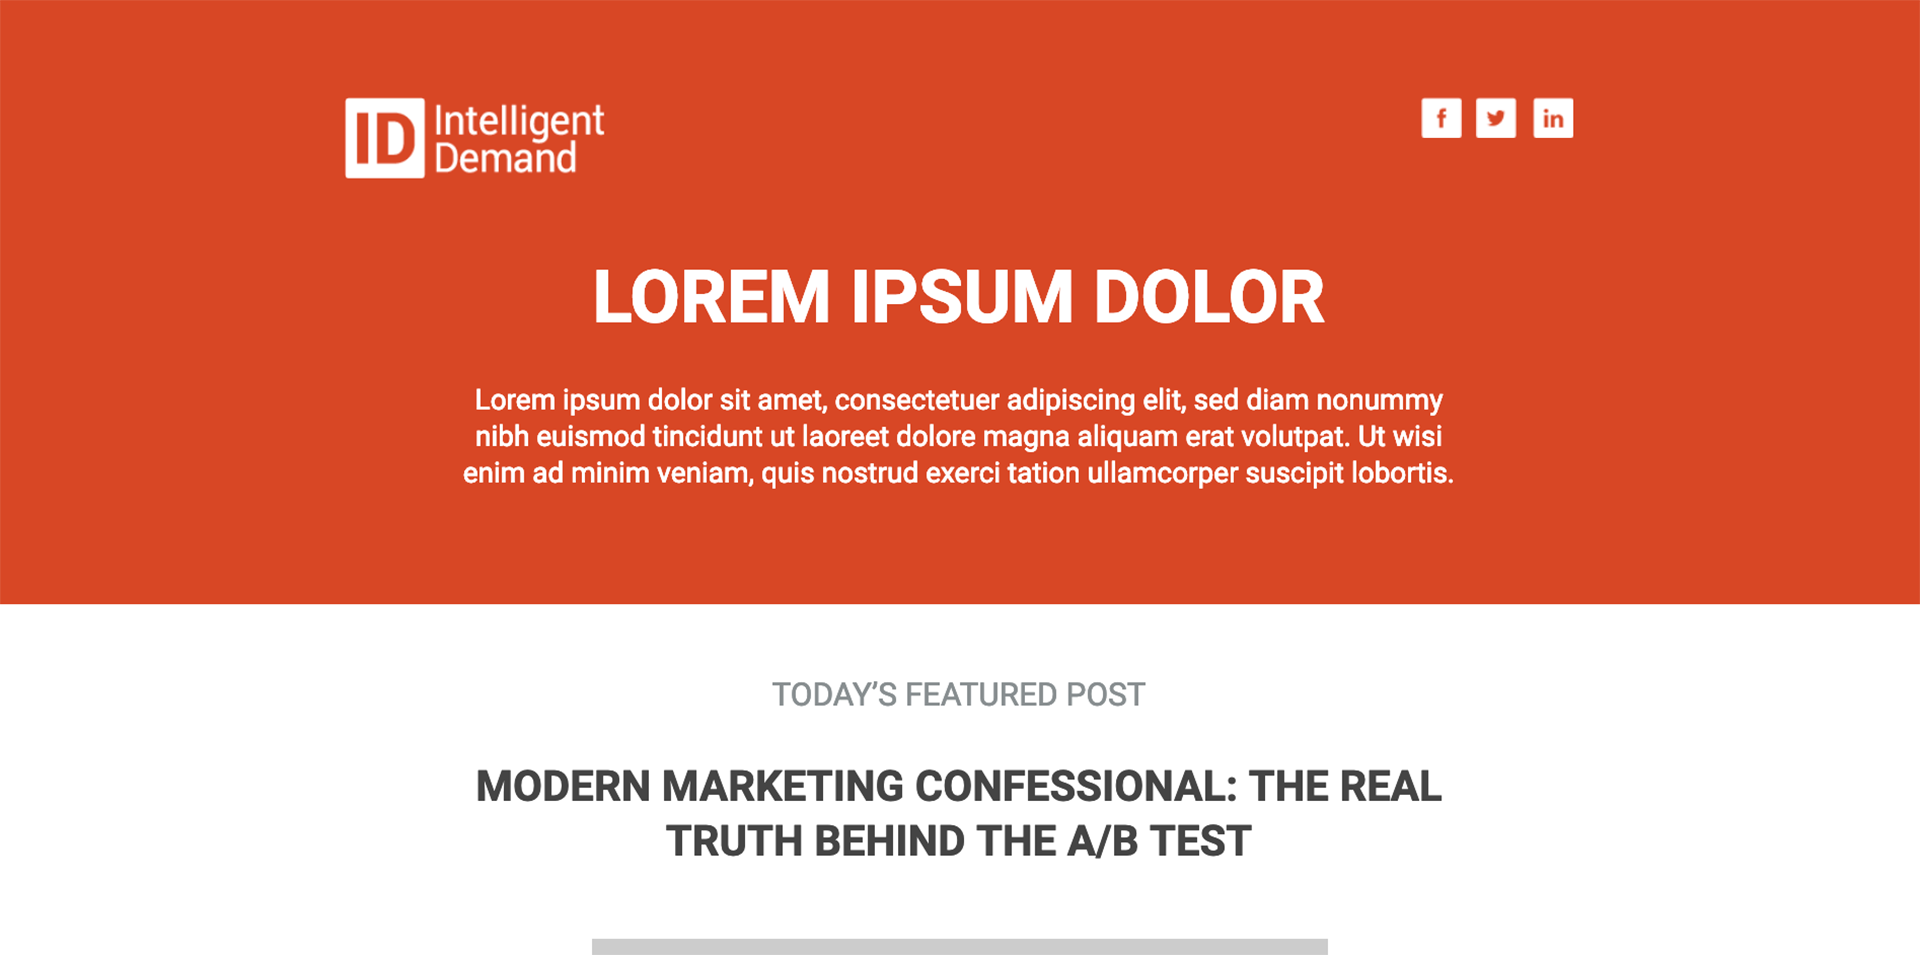 ID Intelligent
Demand
f in
LOREM IPSUM DOLOR
Lorem ipsum dolor sit amet, consectetuer adipiscing elit, sed diam nonummy
nibh euismod tincidunt ut laoreet dolore magna aliquam erat volutpat. Ut wisi
enim ad minim veniam, quis nostrud exerci tation ullamcorper suscipit lobortis.
TODAY’S FEATURED POST
MODERN MARKETING CONFESSIONAL: THE REAL
TRUTH BEHIND THE A/B TEST